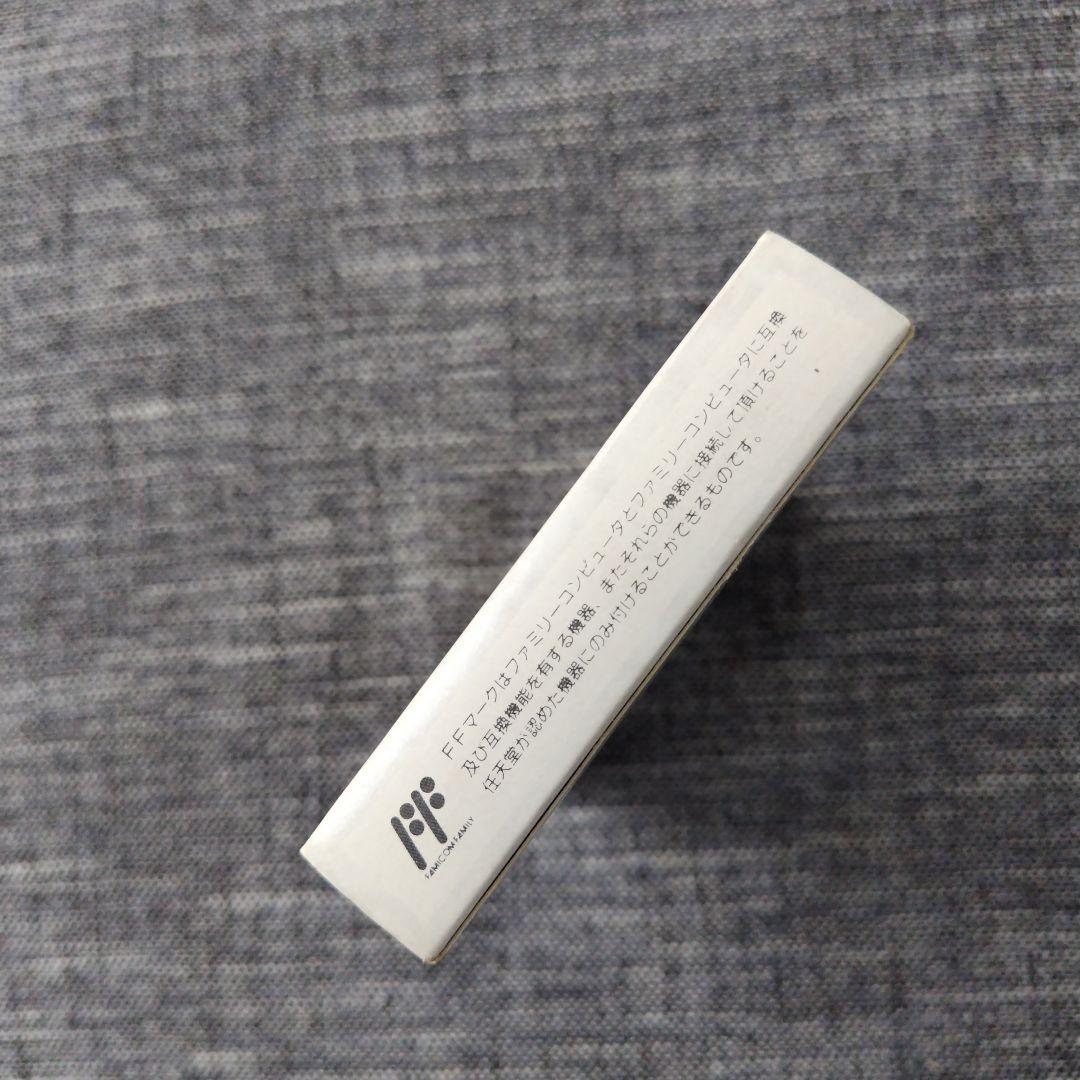 FFマークはファミリーコンピュータとファミリーコンピュータに互換
及び互換機能を有する機器、またそれらの機器に接続して頂けることを
任天堂が認めた機器にのみ付けることができるものです。
FF
FAMICOM FAMILY